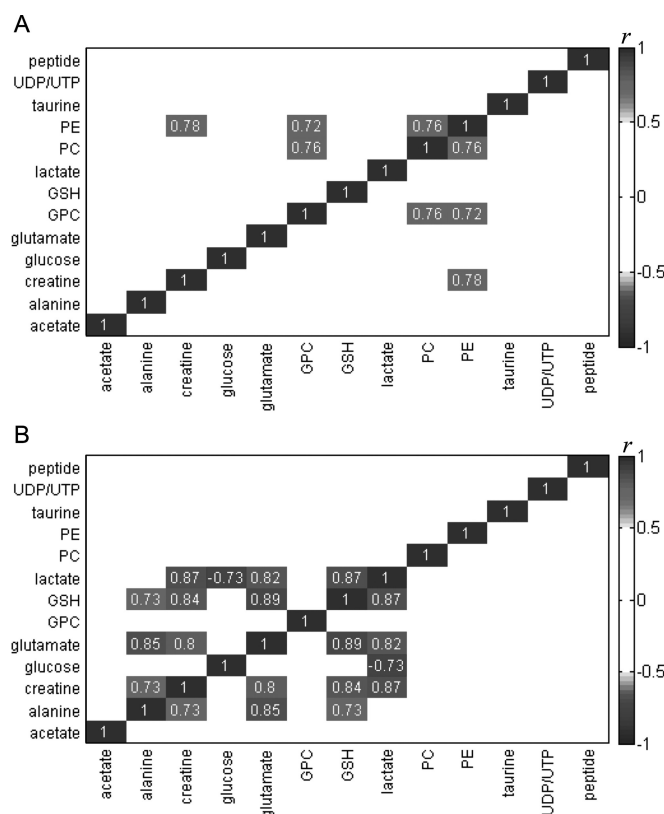 A
r
peptide 1 1
UDP/UTP 1
taurine 1 0.5
PE 0.78 0.72 0.76 1
PC 0.76 1 0.76
lactate 1
GSH 1 0
GPC 1 0.76 0.72
glutamate 1
glucose 1
creatine 1 0.78 -0.5
alanine 1
acetate 1 -1
acetate alanine creatine glucose glutamate GPC GSH lactate PC PE taurine UDP/UTP peptide
B
r
peptide 1 1
UDP/UTP 1
taurine 1 0.5
PE 1
PC 1
lactate 0.87 -0.73 0.82 0.87 1
GSH 0.73 0.84 0.89 1 0.87 0
GPC 1
glutamate 0.85 0.8 1 0.89 0.82
glucose 1 -0.73
creatine 0.73 1 0.8 0.84 0.87 -0.5
alanine 1 0.73 0.85 0.73
acetate 1 -1
acetate alanine creatine glucose glutamate GPC GSH lactate PC PE taurine UDP/UTP peptide